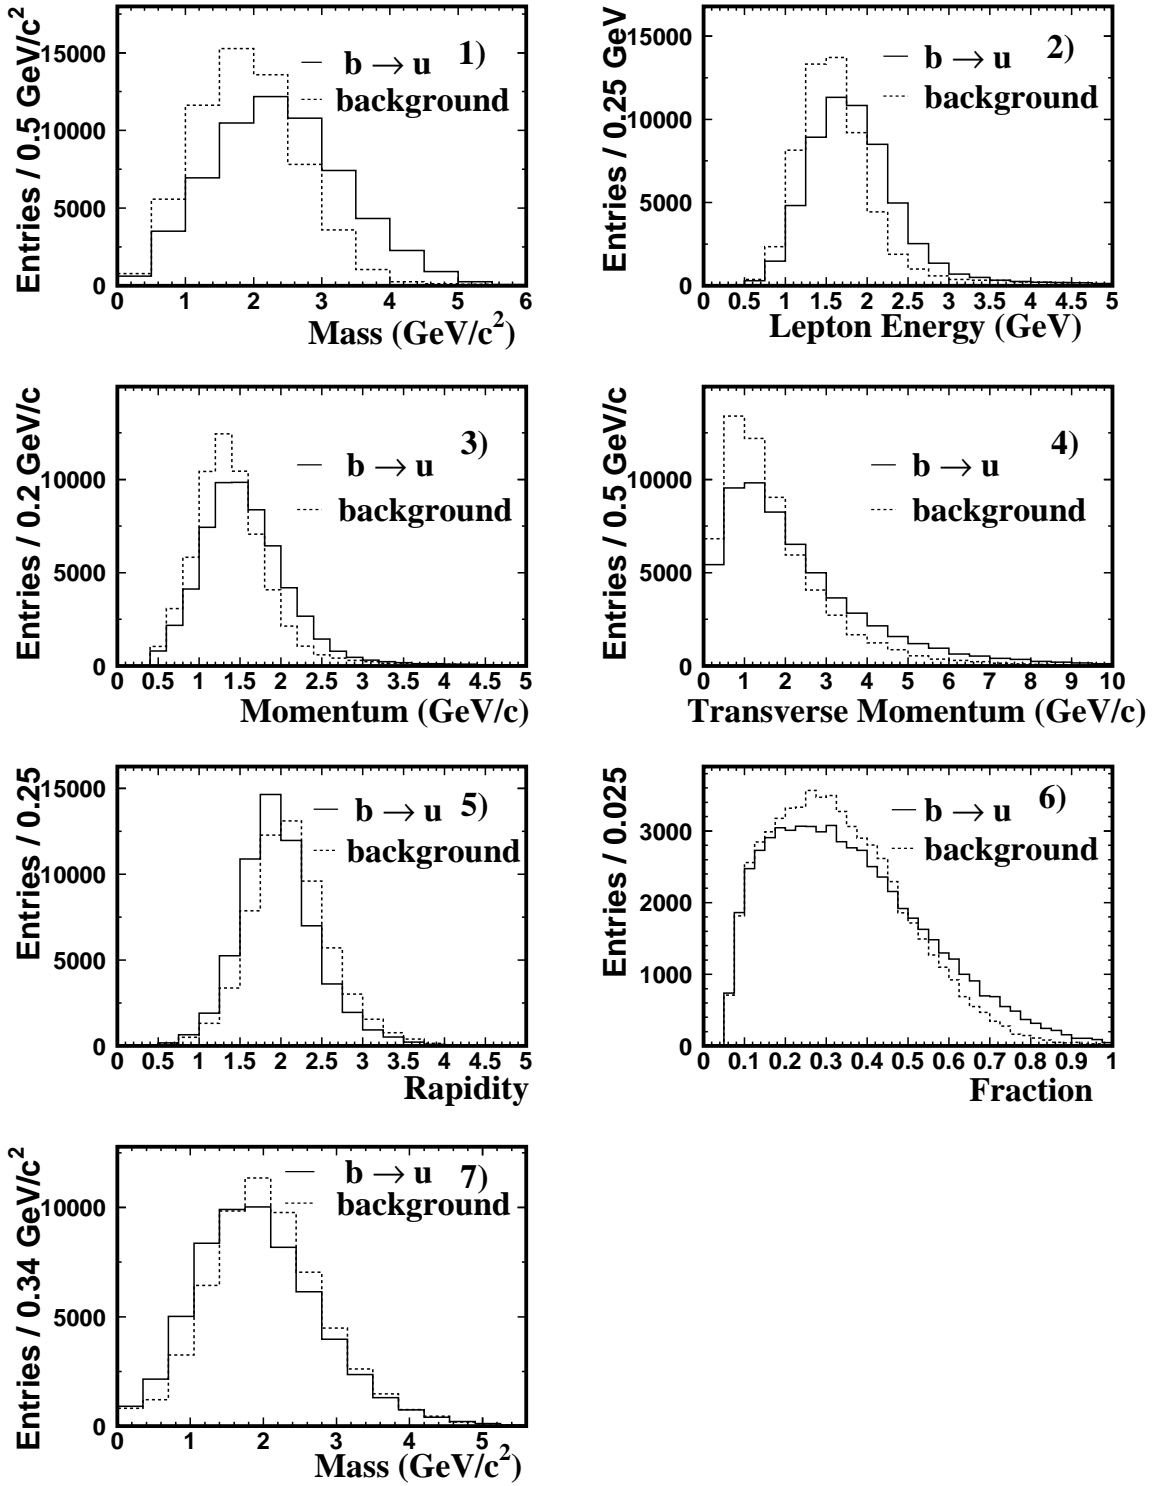 Entries / 0.5 GeV/c²
15000
10000
5000
0
1)
b → u
background
0 1 2 3 4 5 6
Mass (GeV/c²)
Entries / 0.25 GeV
15000
10000
5000
0
2)
b → u
background
0 0.5 1 1.5 2 2.5 3 3.5 4 4.5 5
Lepton Energy (GeV)
Entries / 0.2 GeV/c
10000
5000
0
3)
b → u
background
0 0.5 1 1.5 2 2.5 3 3.5 4 4.5 5
Momentum (GeV/c)
Entries / 0.5 GeV/c
10000
5000
0
4)
b → u
background
0 1 2 3 4 5 6 7 8 9 10
Transverse Momentum (GeV/c)
Entries / 0.25
15000
10000
5000
0
5)
b → u
background
0 0.5 1 1.5 2 2.5 3 3.5 4 4.5 5
Rapidity
Entries / 0.025
3000
2000
1000
0
6)
b → u
background
0 0.1 0.2 0.3 0.4 0.5 0.6 0.7 0.8 0.9 1
Fraction
Entries / 0.34 GeV/c²
10000
5000
0
b → u 7)
background
0 1 2 3 4 5
Mass (GeV/c²)